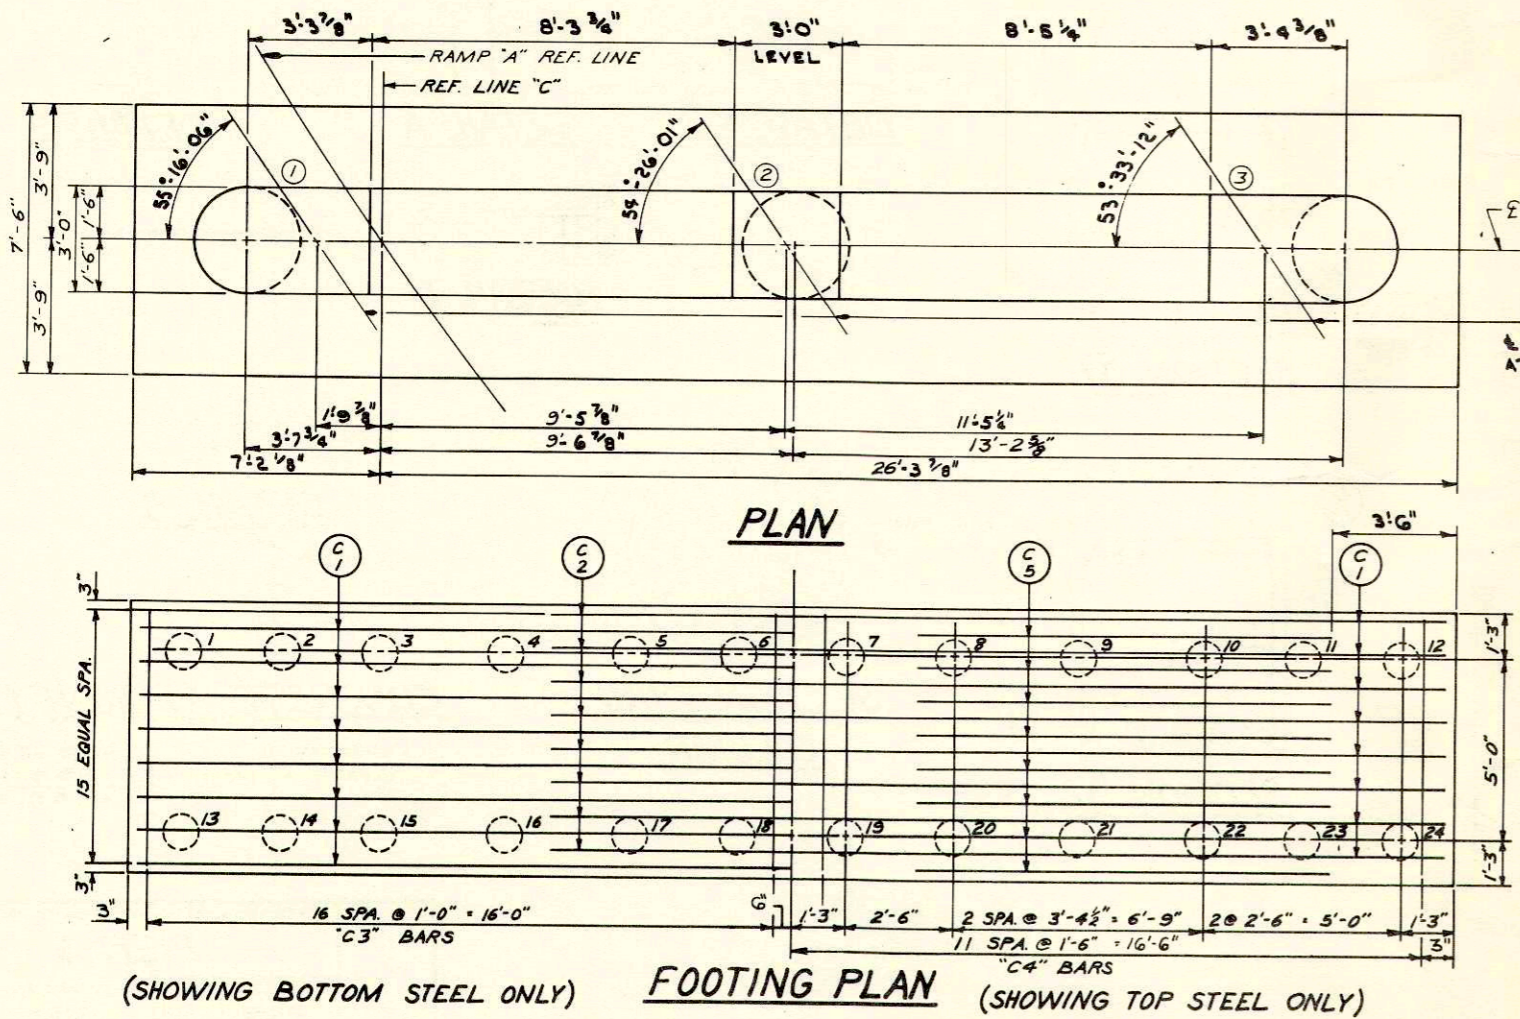 3'-3 7/8"
8'-3 3/4"
3'-0"
8'-5 1/4"
3'-4 3/8"
LEVEL
RAMP "A" REF. LINE
REF. LINE "C"
55°-16'-06"
1
54°-26'-01"
2
53°-33'-12"
3
7'-6"
3'-9"
3'-9"
3'-0"
1'-6"
1'-6"
1'-9 7/8"
9'-5 7/8"
11'-5 1/4"
3'-7 3/4"
9'-6 7/8"
13'-2 5/8"
7'-2 1/8"
26'-3 7/8"
PLAN
3'-6"
C 1
C 2
C 5
C 1
3"
15 EQUAL SPA.
3"
1 2 3 4 5 6 7 8 9 10 11 12
1'-3"
5'-0"
1'-3"
13 14 15 16 17 18 19 20 21 22 23 24
3"
16 SPA. @ 1'-0" = 16'-0"
"C3" BARS
6"
1'-3"
2'-6"
2 SPA. @ 3'-4½" = 6'-9"
2 @ 2'-6" = 5'-0"
1'-3"
11 SPA. @ 1'-6" = 16'-6"
3"
"C4" BARS
(SHOWING BOTTOM STEEL ONLY)
FOOTING PLAN
(SHOWING TOP STEEL ONLY)